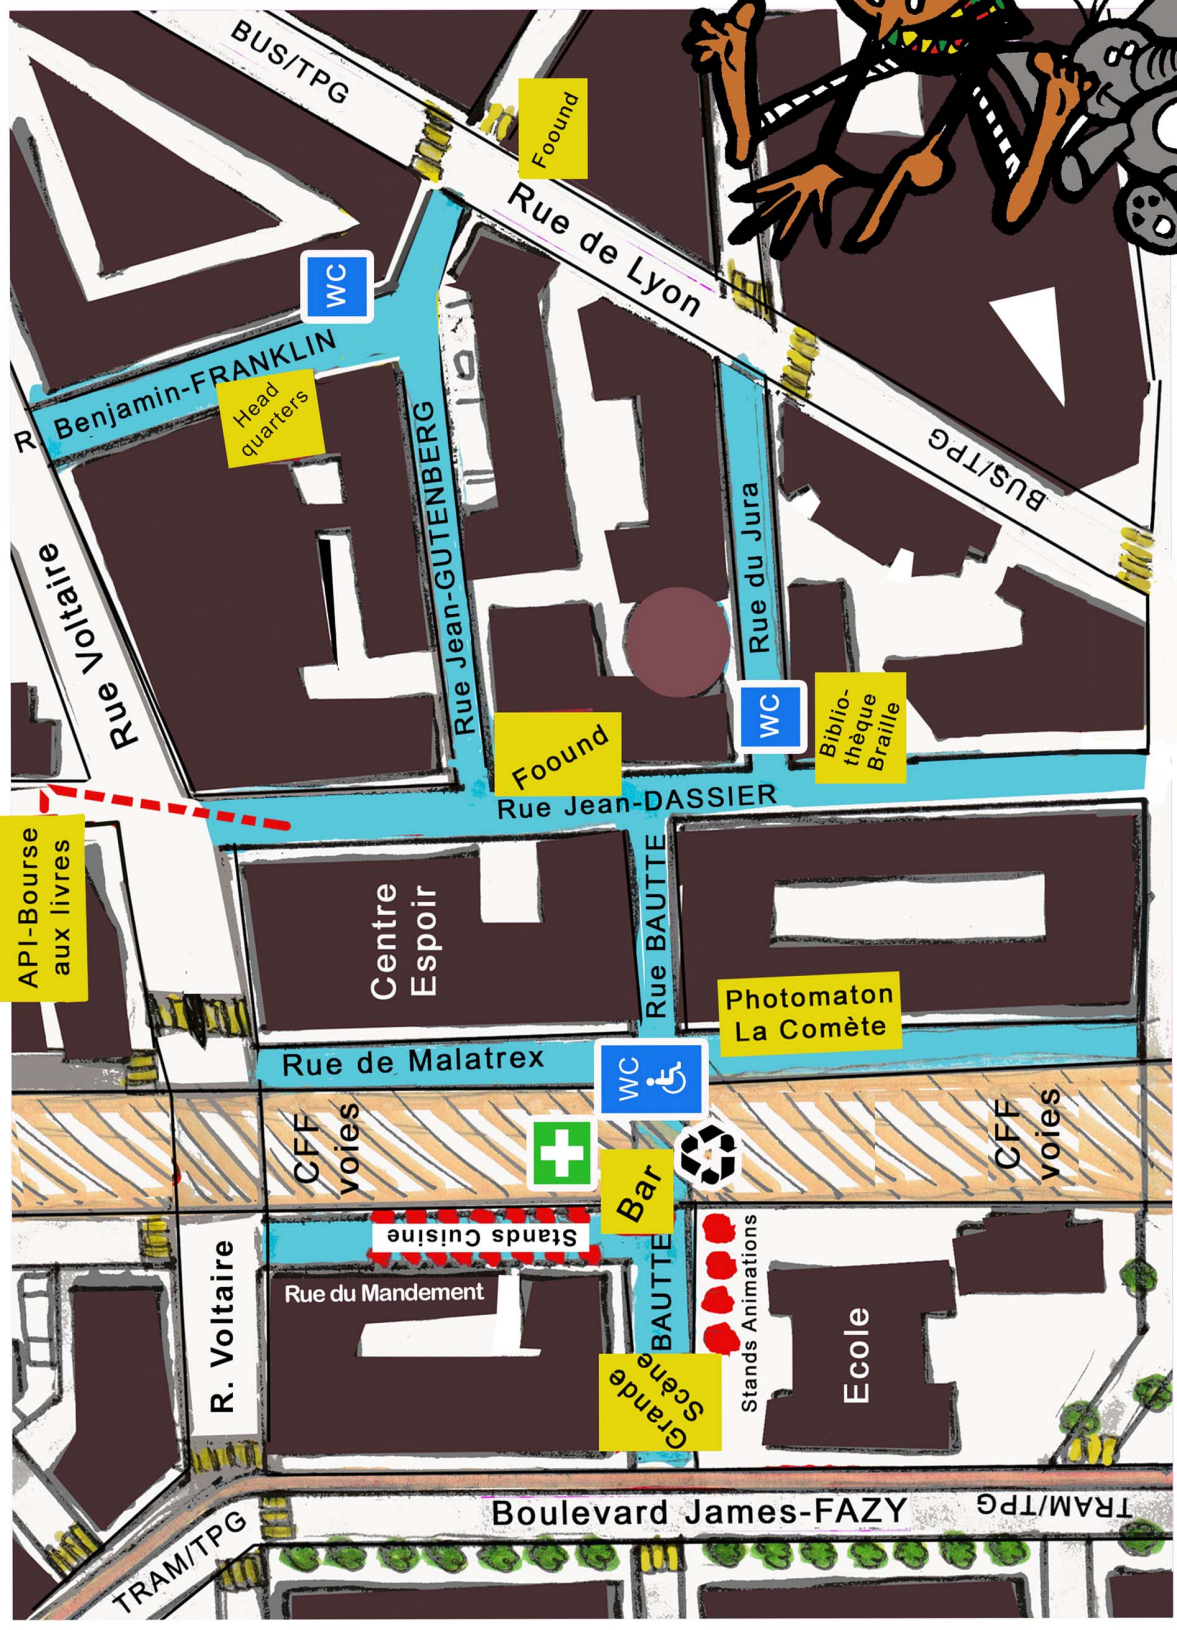 BUS/TPG
Foound
Rue de Lyon
WC
R
Benjamin-FRANKLIN
Head
quarters
BUS/TPG
Rue Jean-GUTENBERG
Rue du Jura
Rue Voltaire
WC
Biblio-
thèque
Braille
Foound
Rue Jean-DASSIER
API-Bourse
aux livres
Centre
Espoir
Rue BAUTTE
Photomaton
La Comète
Rue de Malatrex
WC
CFF
voies
CFF
voies
Bar
Stands Cuisine
R. Voltaire
Rue du Mandement
BAUTTE
Stands Animations
Ecole
Grande
Scène
Boulevard James-FAZY
TRAM/TPG
TRAM/TPG